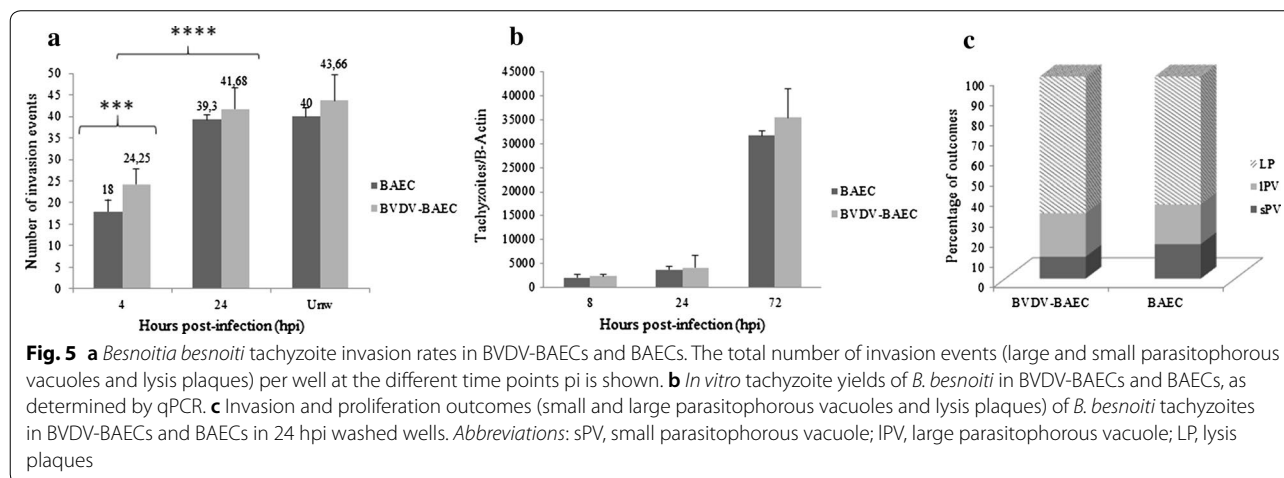 a
****
***
50
45
40
35
30
25
20
15
10
5
0
Number of invasion events
18
24,25
39,3
41,68
40
43,66
4 24 Unw
Hours post-infection (hpi)
BAEC
BVDV-BAEC
b
45000
40000
35000
30000
25000
20000
15000
10000
5000
0
Tachyzoites/B-Actin
8 24 72
Hours post-infection (hpi)
BAEC
BVDV-BAEC
c
100
90
80
70
60
50
40
30
20
10
0
Percentage of outcomes
BVDV-BAEC BAEC
LP
lPV
sPV
Fig. 5 a Besnoitia besnoiti tachyzoite invasion rates in BVDV-BAECs and BAECs. The total number of invasion events (large and small parasitophorous
vacuoles and lysis plaques) per well at the different time points pi is shown. b In vitro tachyzoite yields of B. besnoiti in BVDV-BAECs and BAECs, as
determined by qPCR. c Invasion and proliferation outcomes (small and large parasitophorous vacuoles and lysis plaques) of B. besnoiti tachyzoites
in BVDV-BAECs and BAECs in 24 hpi washed wells. Abbreviations: sPV, small parasitophorous vacuole; lPV, large parasitophorous vacuole; LP, lysis
plaques